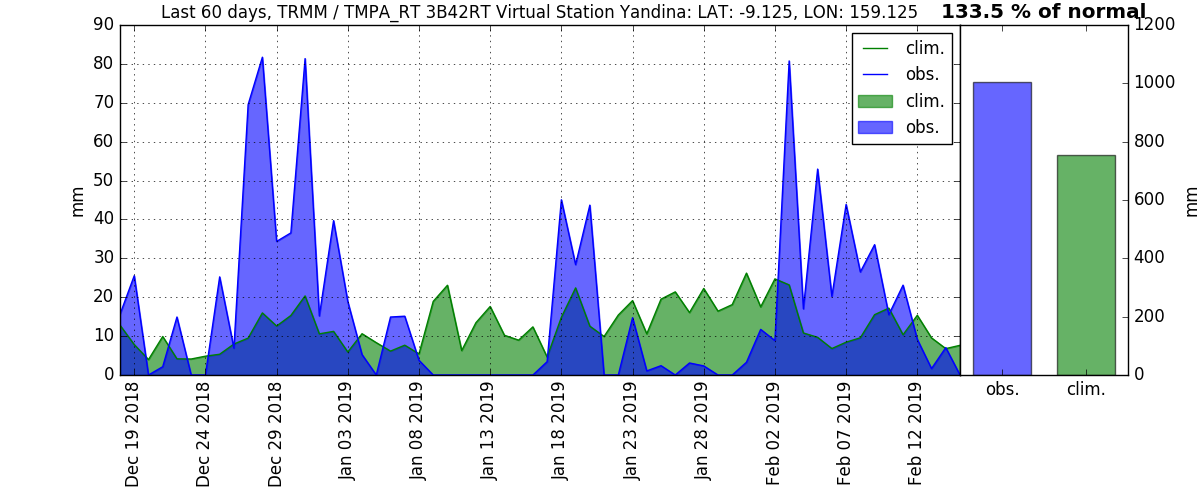 Last 60 days, TRMM / TMPA_RT 3B42RT Virtual Station Yandina: LAT: -9.125, LON: 159.125
133.5 % of normal
90
80
70
60
50
40
30
20
10
0
mm
clim.
obs.
clim.
obs.
Dec 19 2018
Dec 24 2018
Dec 29 2018
Jan 03 2019
Jan 08 2019
Jan 13 2019
Jan 18 2019
Jan 23 2019
Jan 28 2019
Feb 02 2019
Feb 07 2019
Feb 12 2019
1200
1000
800
600
400
200
0
mm
obs.
clim.